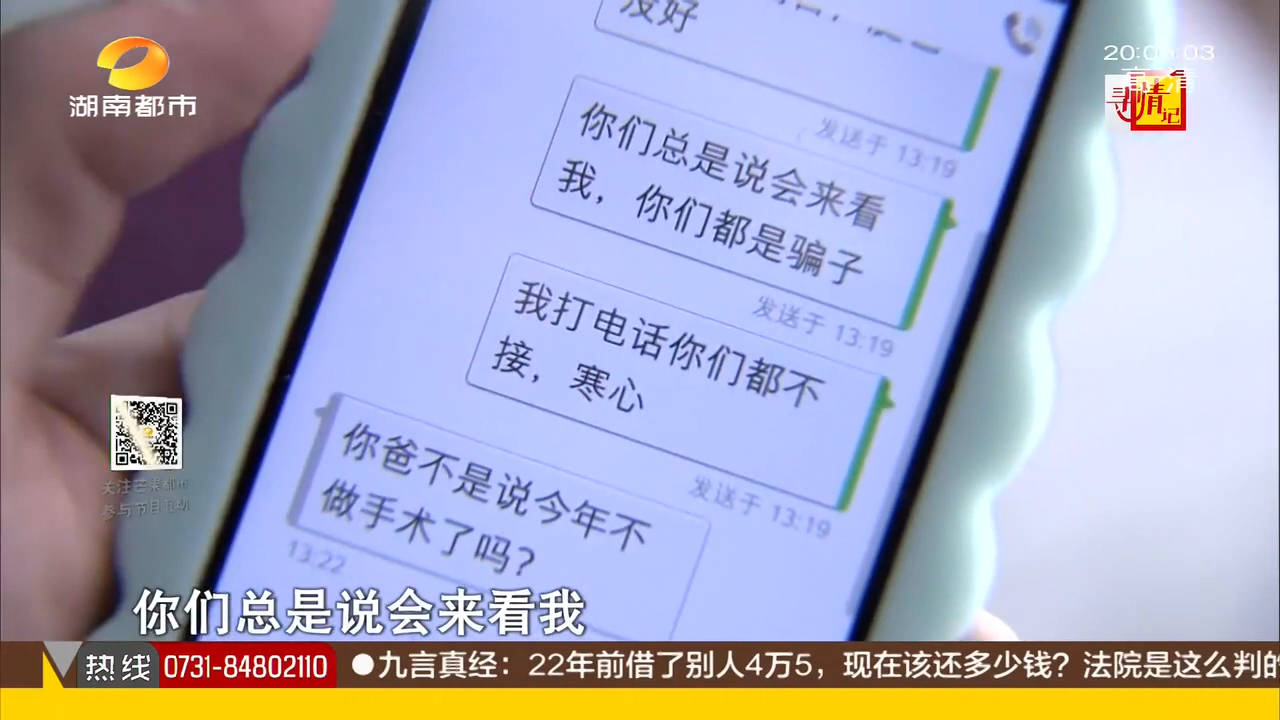 湖南都市
寻情记
没好
发送于 13:19
你们总是说会来看
我，你们都是骗子
发送于 13:19
我打电话你们都不
接，寒心
发送于 13:19
你爸不是说今年不
做手术了吗？
13:22
你们总是说会来看我
热线 0731-84802110 ●九言真经：22年前借了别人4万5，现在该还多少钱？法院是这么判的